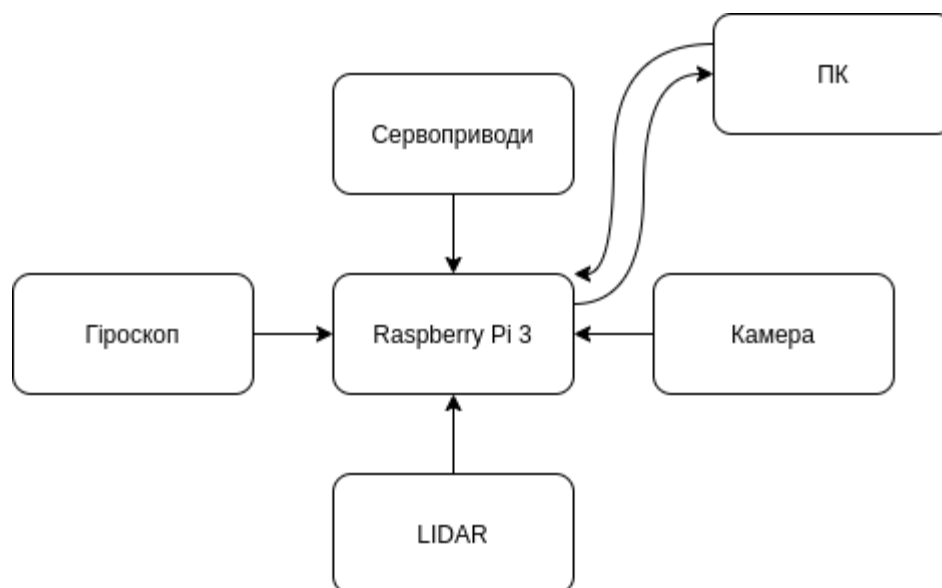 ПК
Сервоприводи
Гіроскоп
Raspberry Pi 3
Камера
LIDAR